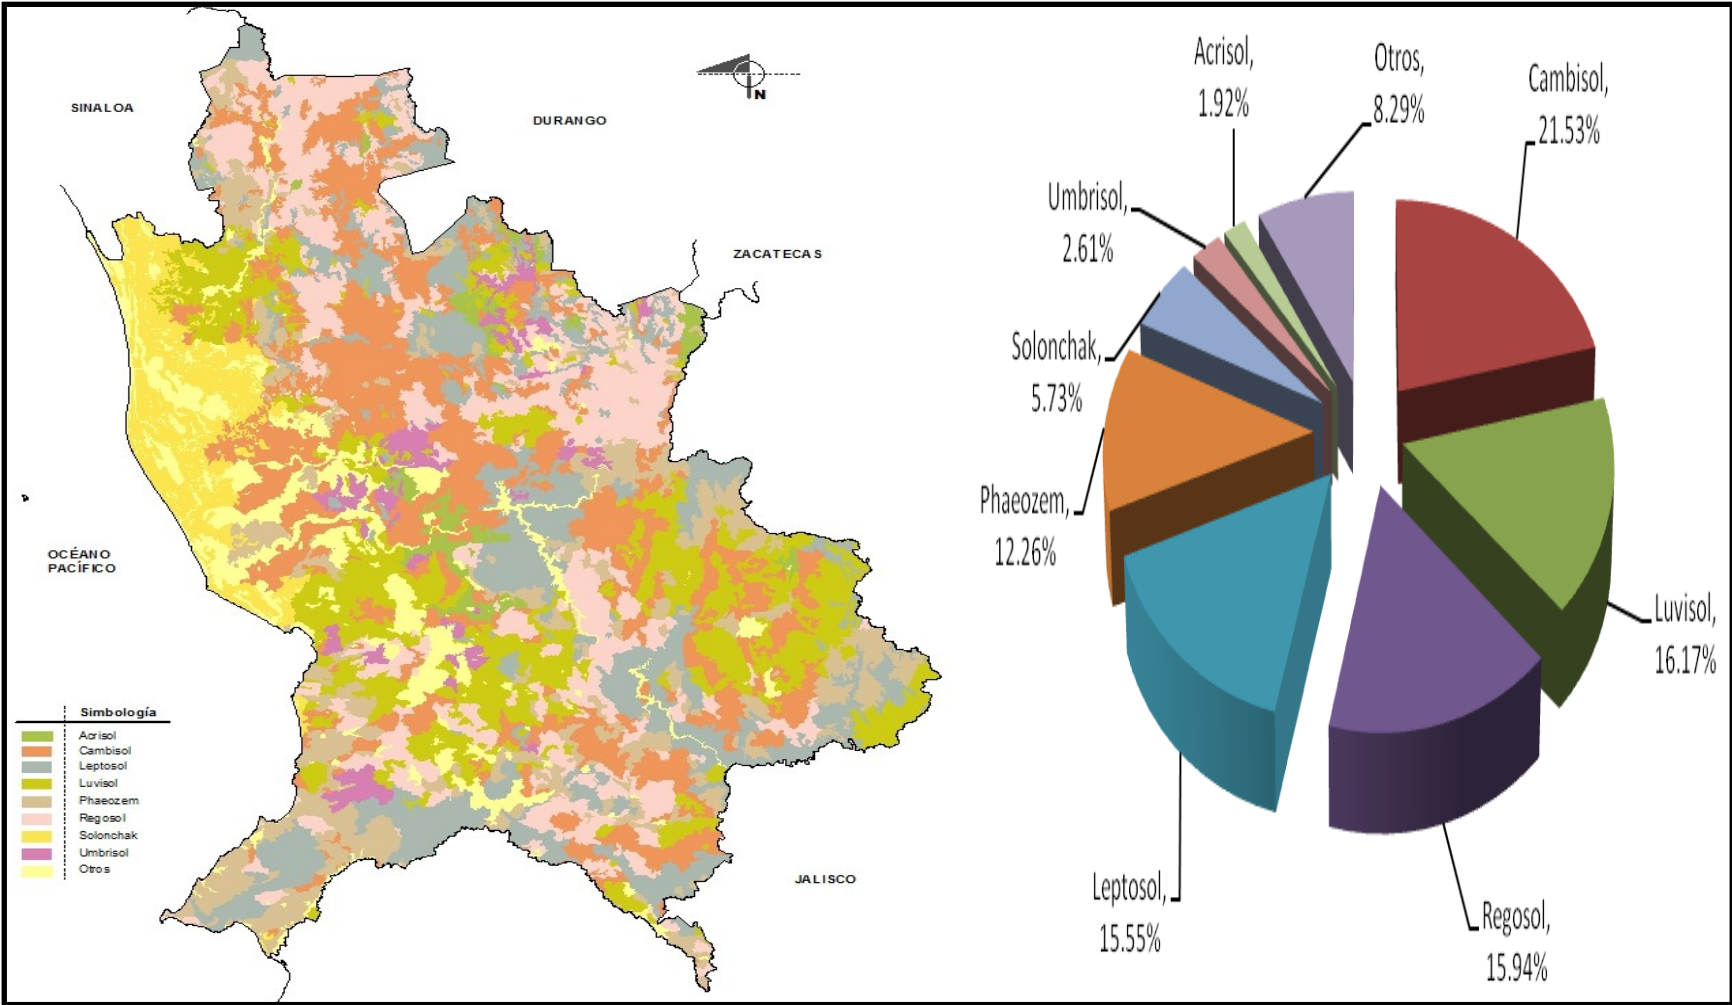 SINALOA
DURANGO
N
ZACATECAS
OCÉANO
PACÍFICO
JALISCO
Simbología
Acrisol
Cambisol
Leptosol
Luvisol
Phaeozem
Regosol
Solonchak
Umbrisol
Otros
Acrisol,
1.92%
Otros,
8.29%
Cambisol,
21.53%
Umbrisol,
2.61%
Solonchak,
5.73%
Phaeozem,
12.26%
Luvisol,
16.17%
Leptosol,
15.55%
Regosol,
15.94%